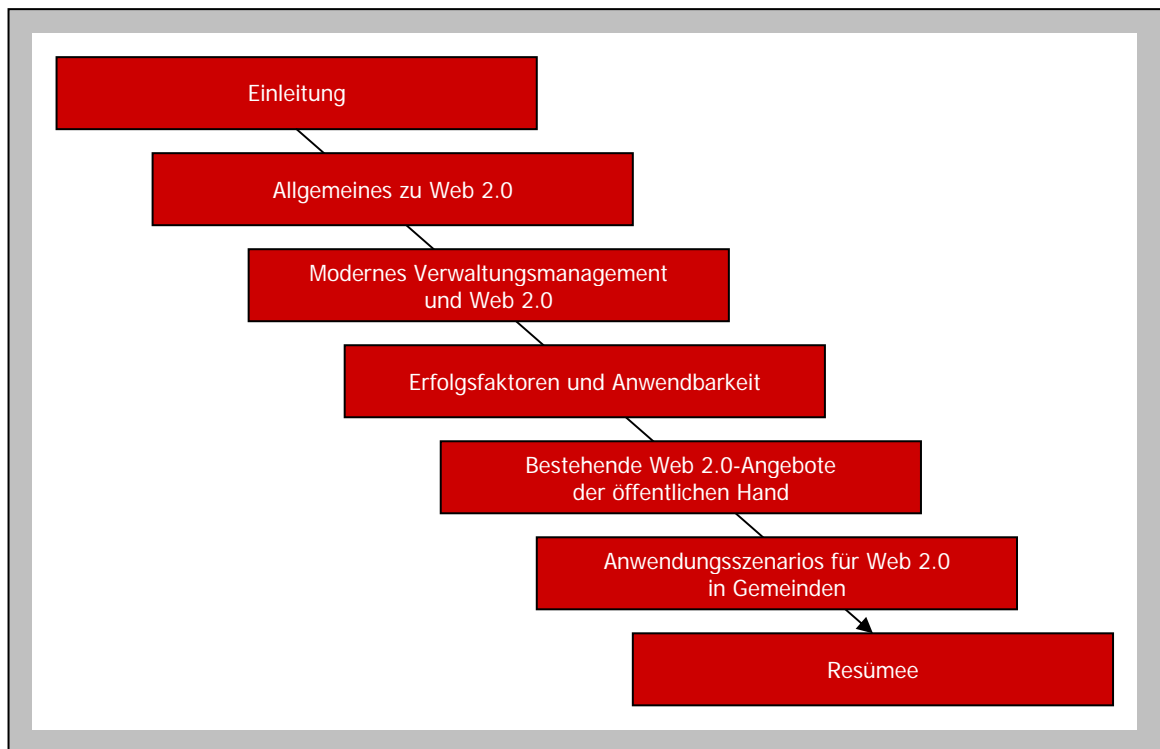 Einleitung
Allgemeines zu Web 2.0
Modernes Verwaltungsmanagement
und Web 2.0
Erfolgsfaktoren und Anwendbarkeit
Bestehende Web 2.0-Angebote
der öffentlichen Hand
Anwendungsszenarios für Web 2.0
in Gemeinden
Resümee